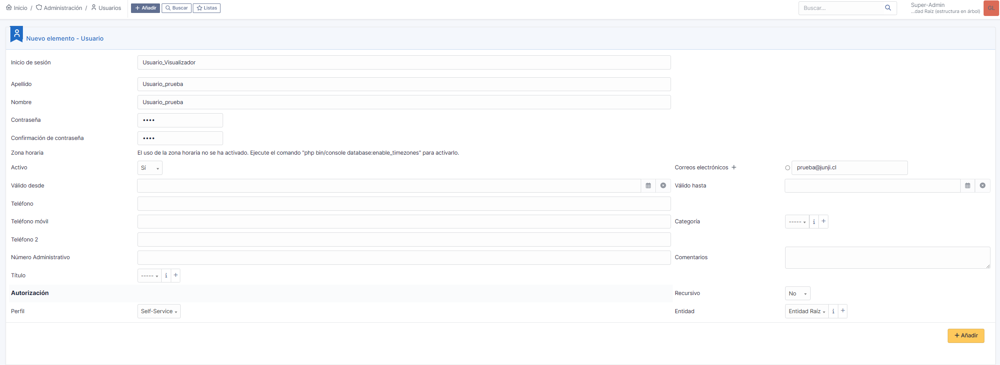 Inicio / Administración / Usuarios
+ Añadir
Buscar
Listas
Buscar...
Super-Admin
...dad Raíz (estructura en árbol)
GL
Nuevo elemento - Usuario
Inicio de sesión
Usuario_Visualizador
Apellido
Usuario_prueba
Nombre
Usuario_prueba
Contraseña
••••
Confirmación de contraseña
••••
Zona horaria
El uso de la zona horaria no se ha activado. Ejecute el comando "php bin/console database:enable_timezones" para activarlo.
Activo
Sí
Correos electrónicos +
prueba@junji.cl
Válido desde
Válido hasta
Teléfono
Teléfono móvil
Categoría
-----
i
+
Teléfono 2
Número Administrativo
Comentarios
Título
-----
i
+
Autorización
Recursivo
No
Perfil
Self-Service
Entidad
Entidad Raíz
i
+
+ Añadir